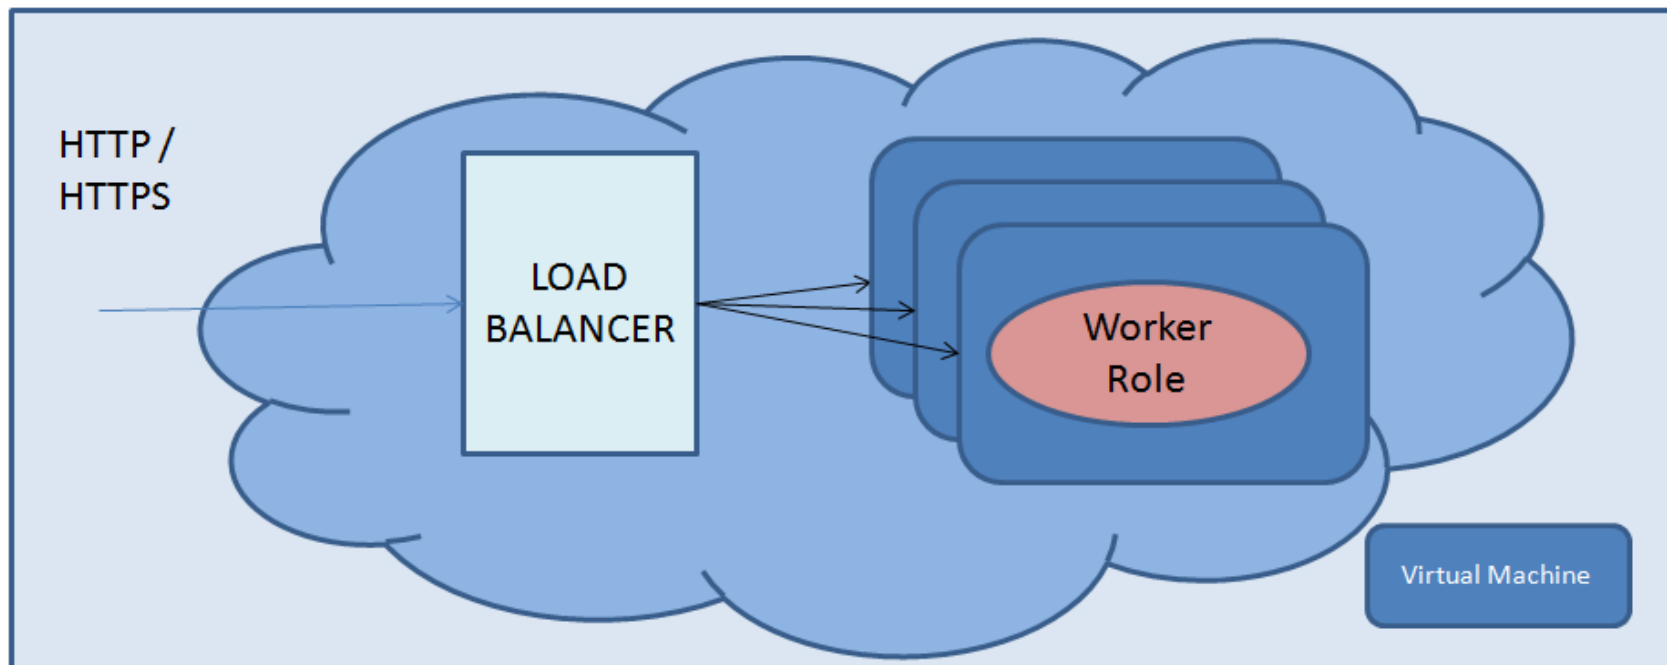 HTTP /
HTTPS
LOAD
BALANCER
Worker
Role
Virtual Machine